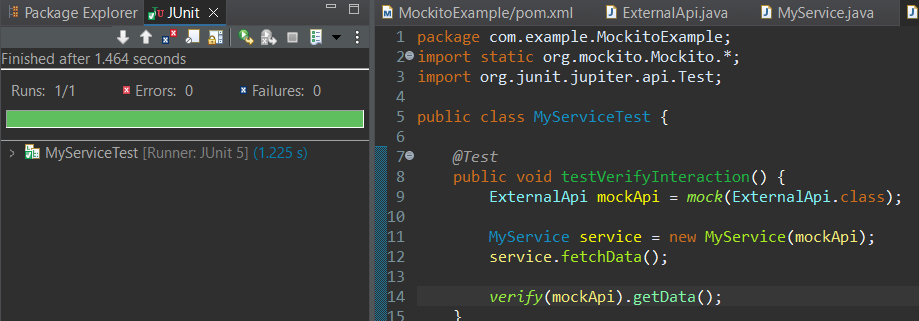 Package Explorer JUnit
Finished after 1.464 seconds
Runs: 1/1 Errors: 0 Failures: 0
MyServiceTest [Runner: JUnit 5] (1.225 s)
MockitoExample/pom.xml ExternalApi.java MyService.java
1 package com.example.MockitoExample;
2 import static org.mockito.Mockito.*;
3 import org.junit.jupiter.api.Test;
4
5 public class MyServiceTest {
6
7 @Test
8 public void testVerifyInteraction() {
9 ExternalApi mockApi = mock(ExternalApi.class);
10
11 MyService service = new MyService(mockApi);
12 service.fetchData();
13
14 verify(mockApi).getData();
15 }